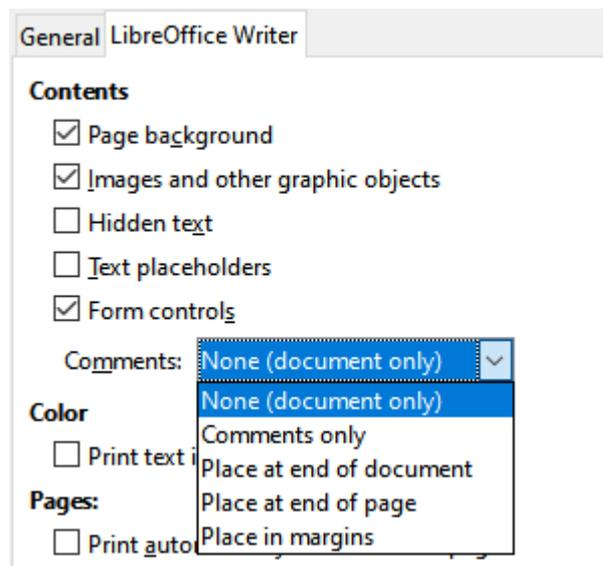 General LibreOffice Writer
Contents
Page background
Images and other graphic objects
Hidden text
Text placeholders
Form controls
Comments: None (document only)
None (document only)
Color
Comments only
Print text i
Place at end of document
Pages:
Place at end of page
Print
Place in margins